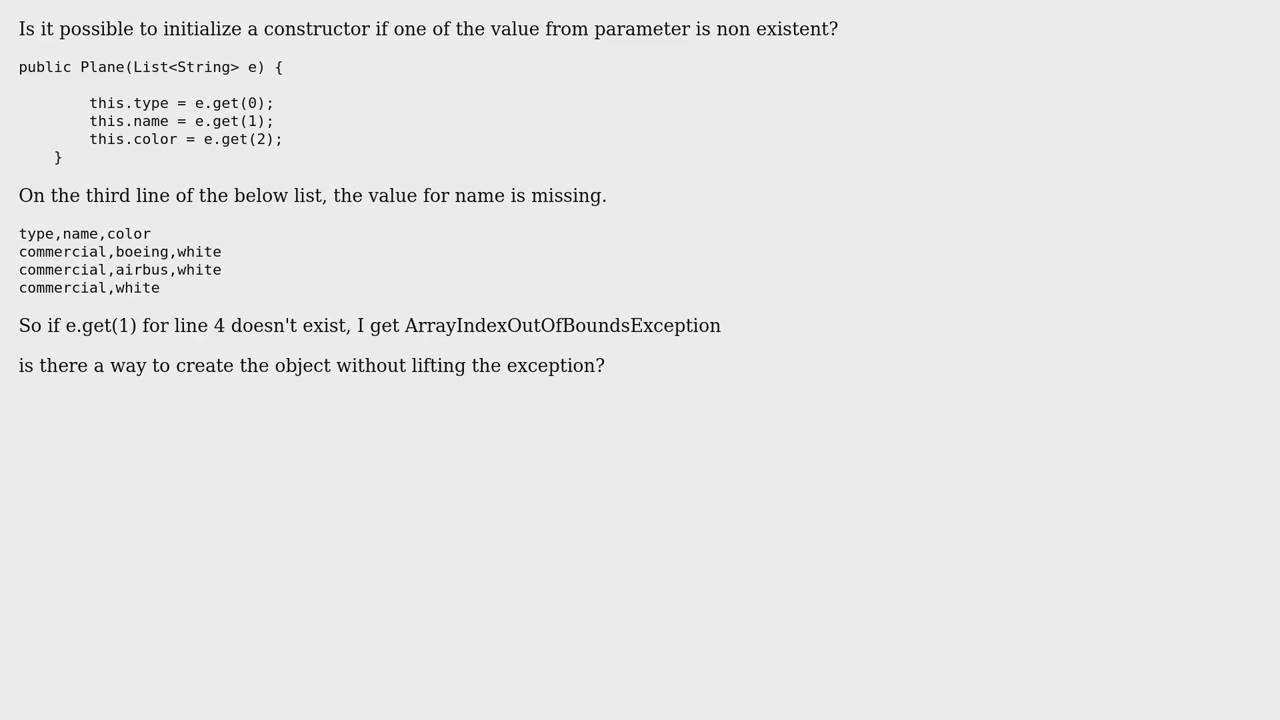 Is it possible to initialize a constructor if one of the value from parameter is non existent?
public Plane(List<String> e) {
        this.type = e.get(0);
        this.name = e.get(1);
        this.color = e.get(2);
    }
On the third line of the below list, the value for name is missing.
type,name,color
commercial,boeing,white
commercial,airbus,white
commercial,white
So if e.get(1) for line 4 doesn't exist, I get ArrayIndexOutOfBoundsException
is there a way to create the object without lifting the exception?